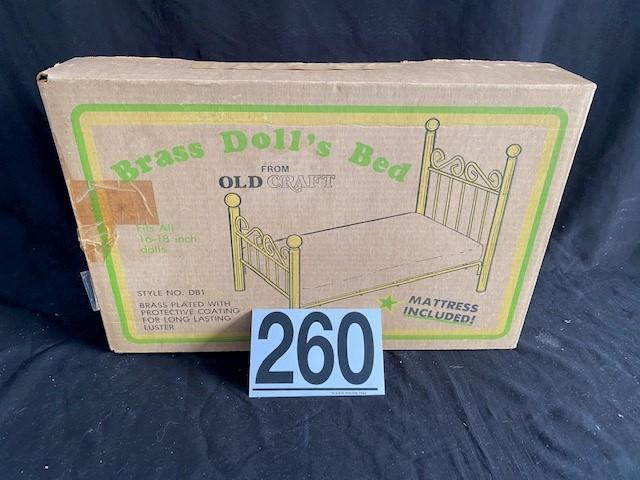 Brass Doll's Bed
FROM
OLD CRAFT
Fits All
16-18 inch
dolls
STYLE NO. DB1
BRASS PLATED WITH
PROTECTIVE COATING
FOR LONG LASTING
LUSTER
MATTRESS
INCLUDED!
260